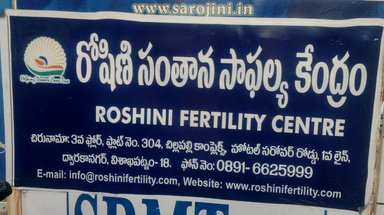 www.sarojini.in
రోషిణి సంతాన సాఫల్య కేంద్రం
ROSHINI FERTILITY CENTRE
చిరునామా: 3వ ఫ్లోర్, ఫ్లాట్ నెం. 304, చిల్లపల్లి కాంప్లెక్స్, హోటల్ సరోవర్ రోడ్డు, 1వ లైన్,
ద్వారకానగర్, విశాఖపట్నం-18. ఫోన్ నెం: 0891-6625999
E-mail: info@roshinifertility.com, Website: www.roshinifertility.com